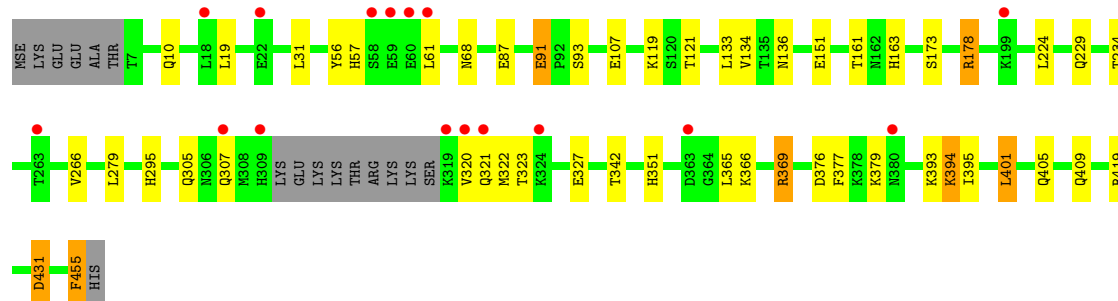 MSE LYS GLU GLU ALA THR T7 Q10 L18 L19 E22 L31 Y56 H57 S58 E59 E60 L61 N68 E87 E91 P92 S93 E107 K119 S120 T121 L133 V134 T135 N136 E151 T161 N162 H163 S173 R178 K199 L224 Q229
T263 V266 L279 H295 Q305 N306 Q307 M308 H309 LYS GLU LYS LYS THR ARG LYS LYS SER K319 V320 Q321 M322 T323 K324 E327 T342 H351 D363 G364 L365 K366 R369 D376 F377 K378 K379 N380 K393 K394 I395 L401 Q405 Q409
D431 F455 HIS